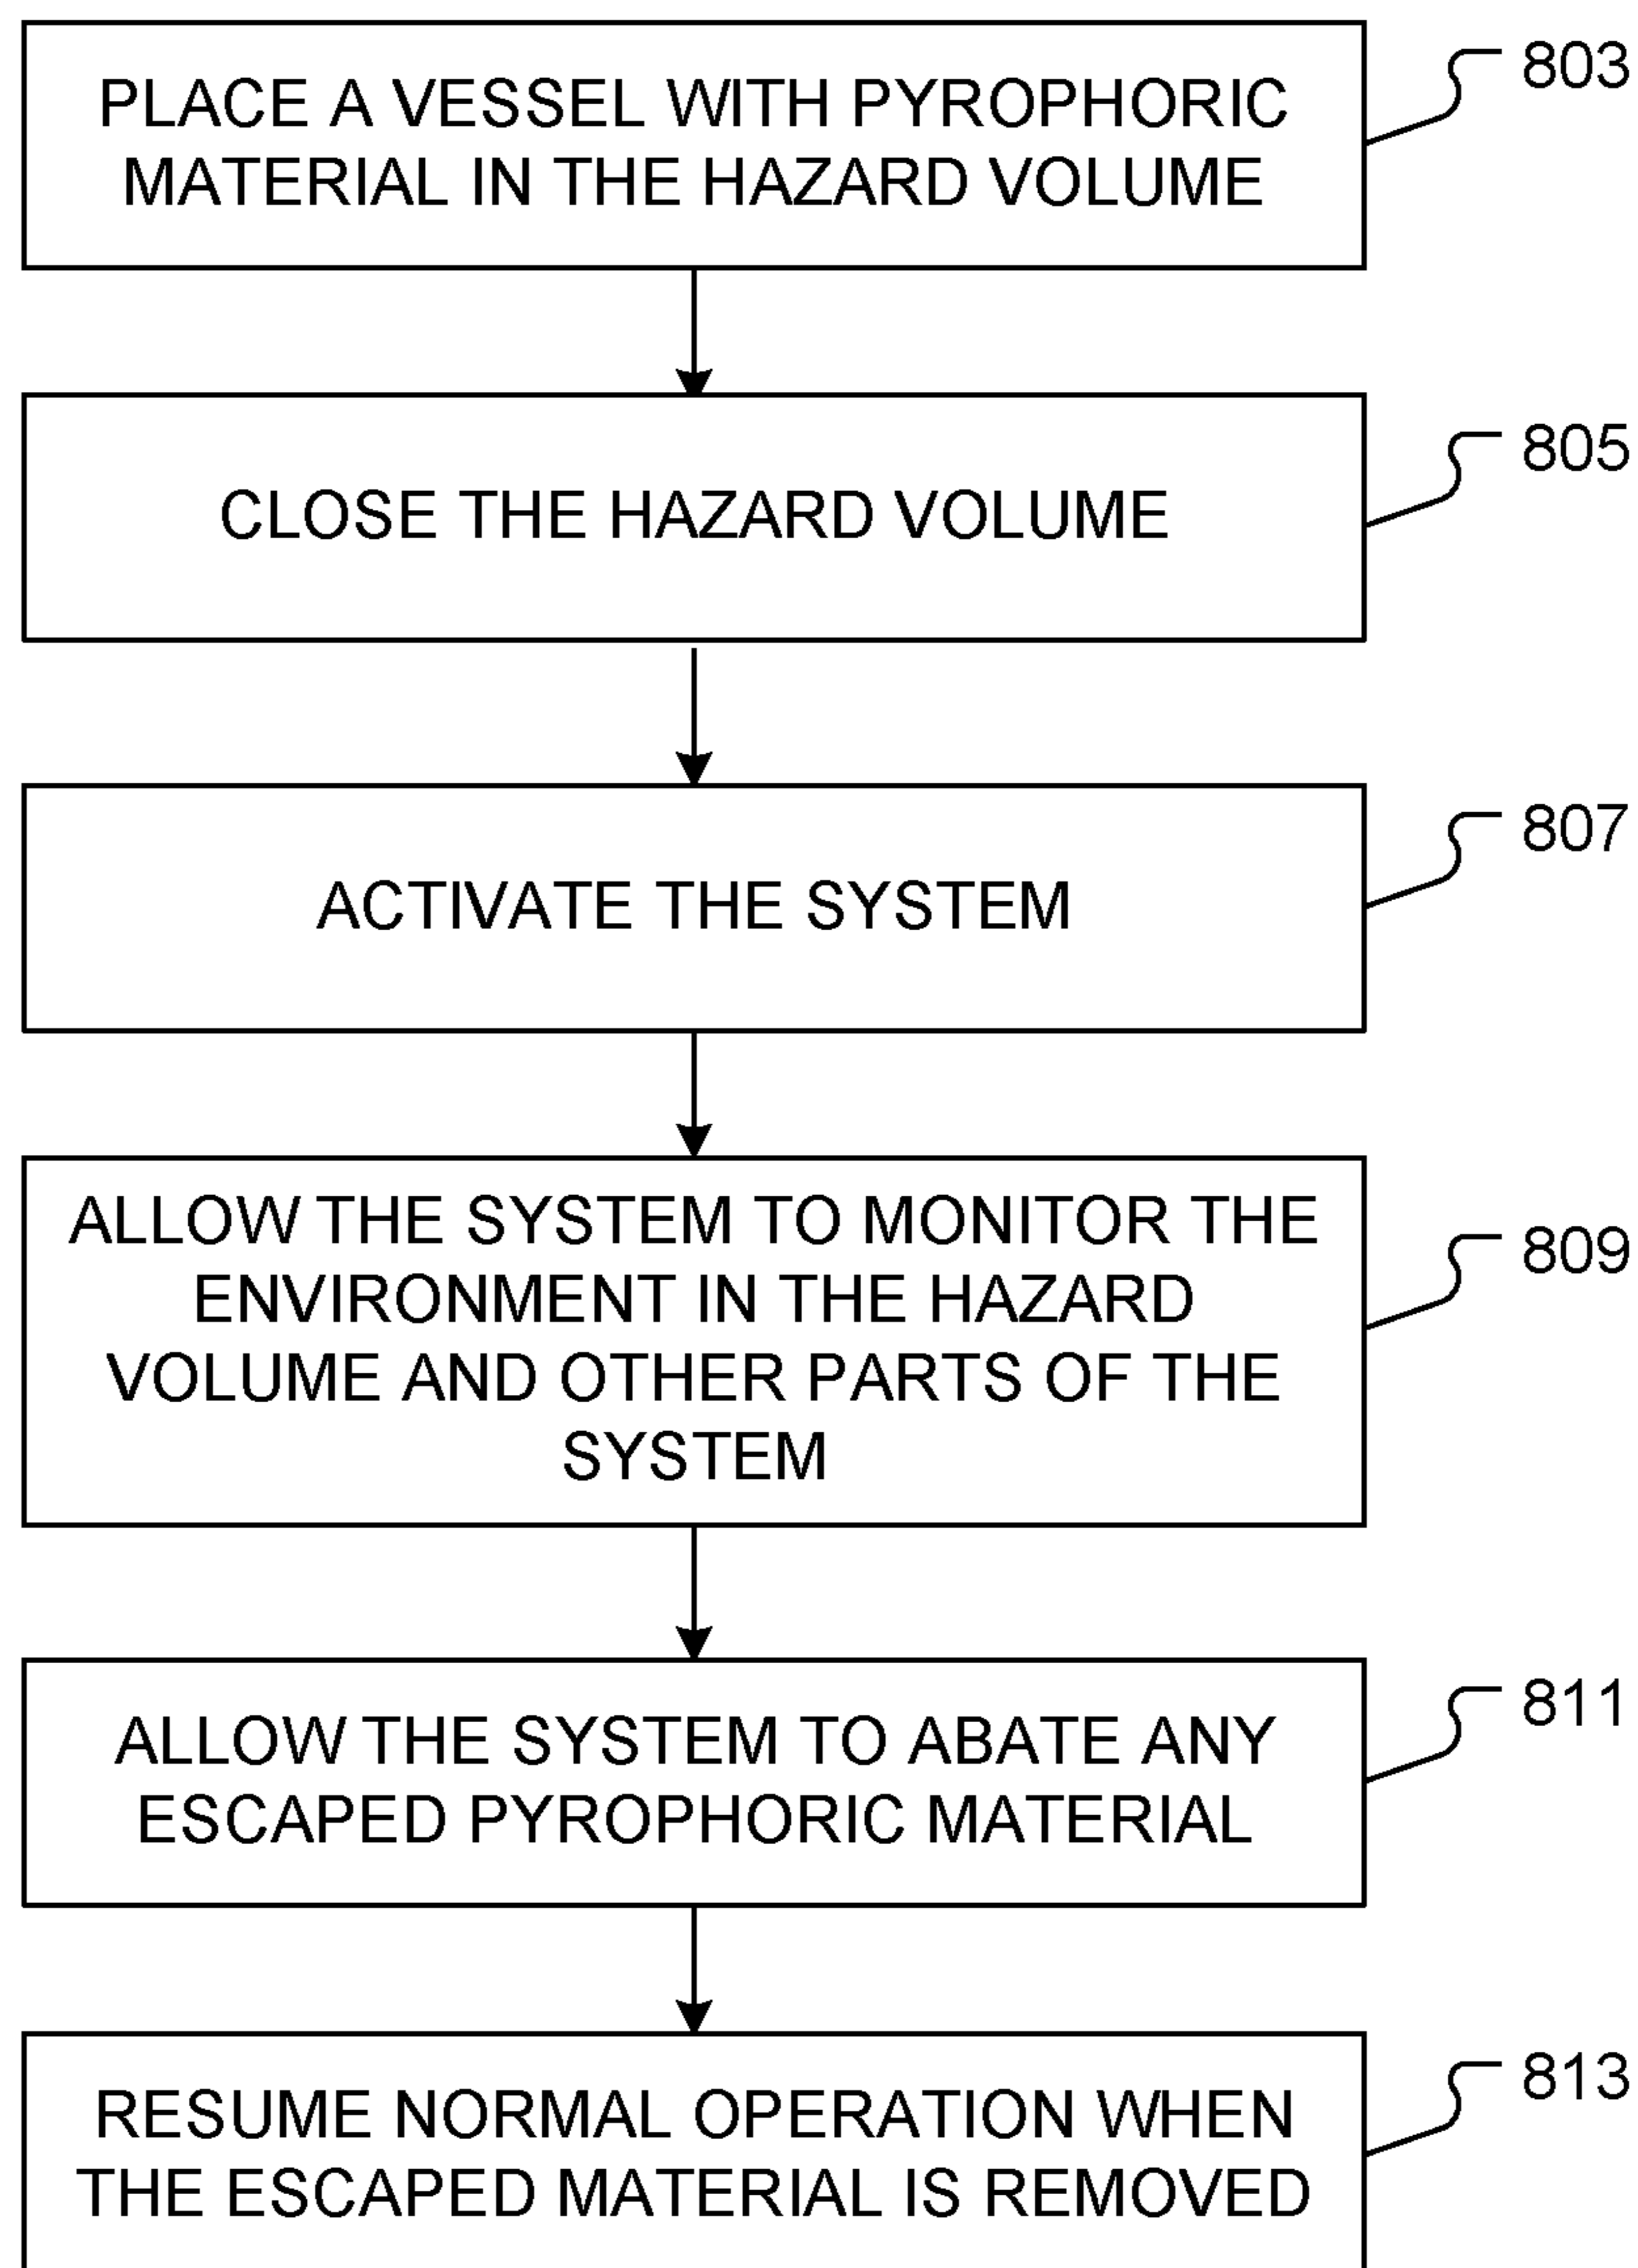 PLACE A VESSEL WITH PYROPHORIC
MATERIAL IN THE HAZARD VOLUME
803
CLOSE THE HAZARD VOLUME
805
ACTIVATE THE SYSTEM
807
ALLOW THE SYSTEM TO MONITOR THE
ENVIRONMENT IN THE HAZARD
VOLUME AND OTHER PARTS OF THE
SYSTEM
809
ALLOW THE SYSTEM TO ABATE ANY
ESCAPED PYROPHORIC MATERIAL
811
RESUME NORMAL OPERATION WHEN
THE ESCAPED MATERIAL IS REMOVED
813